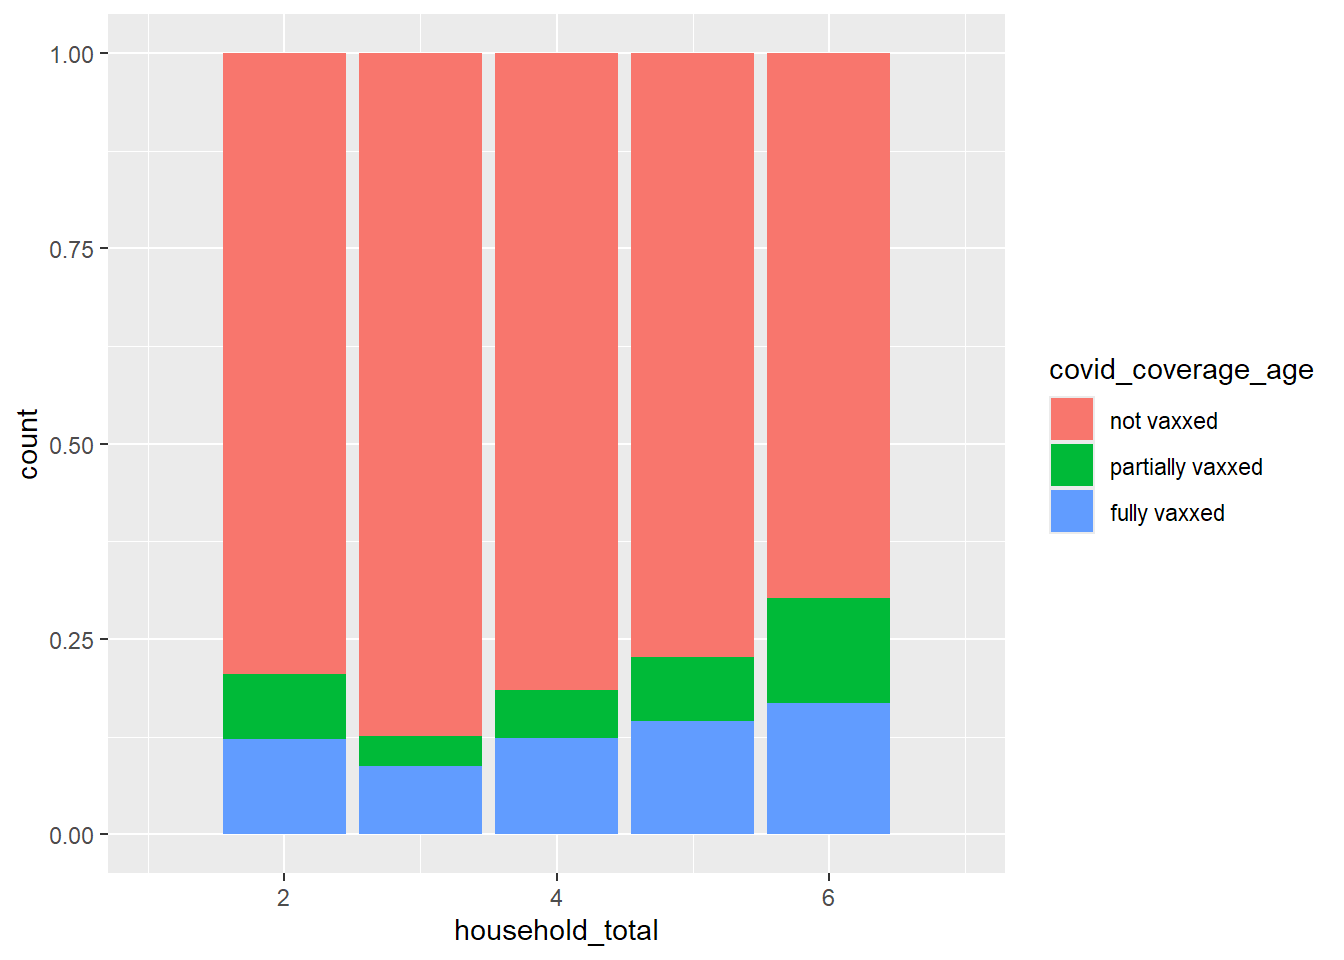 1.00
0.75
0.50
0.25
0.00
count
2
4
6
household_total
covid_coverage_age
not vaxxed
partially vaxxed
fully vaxxed